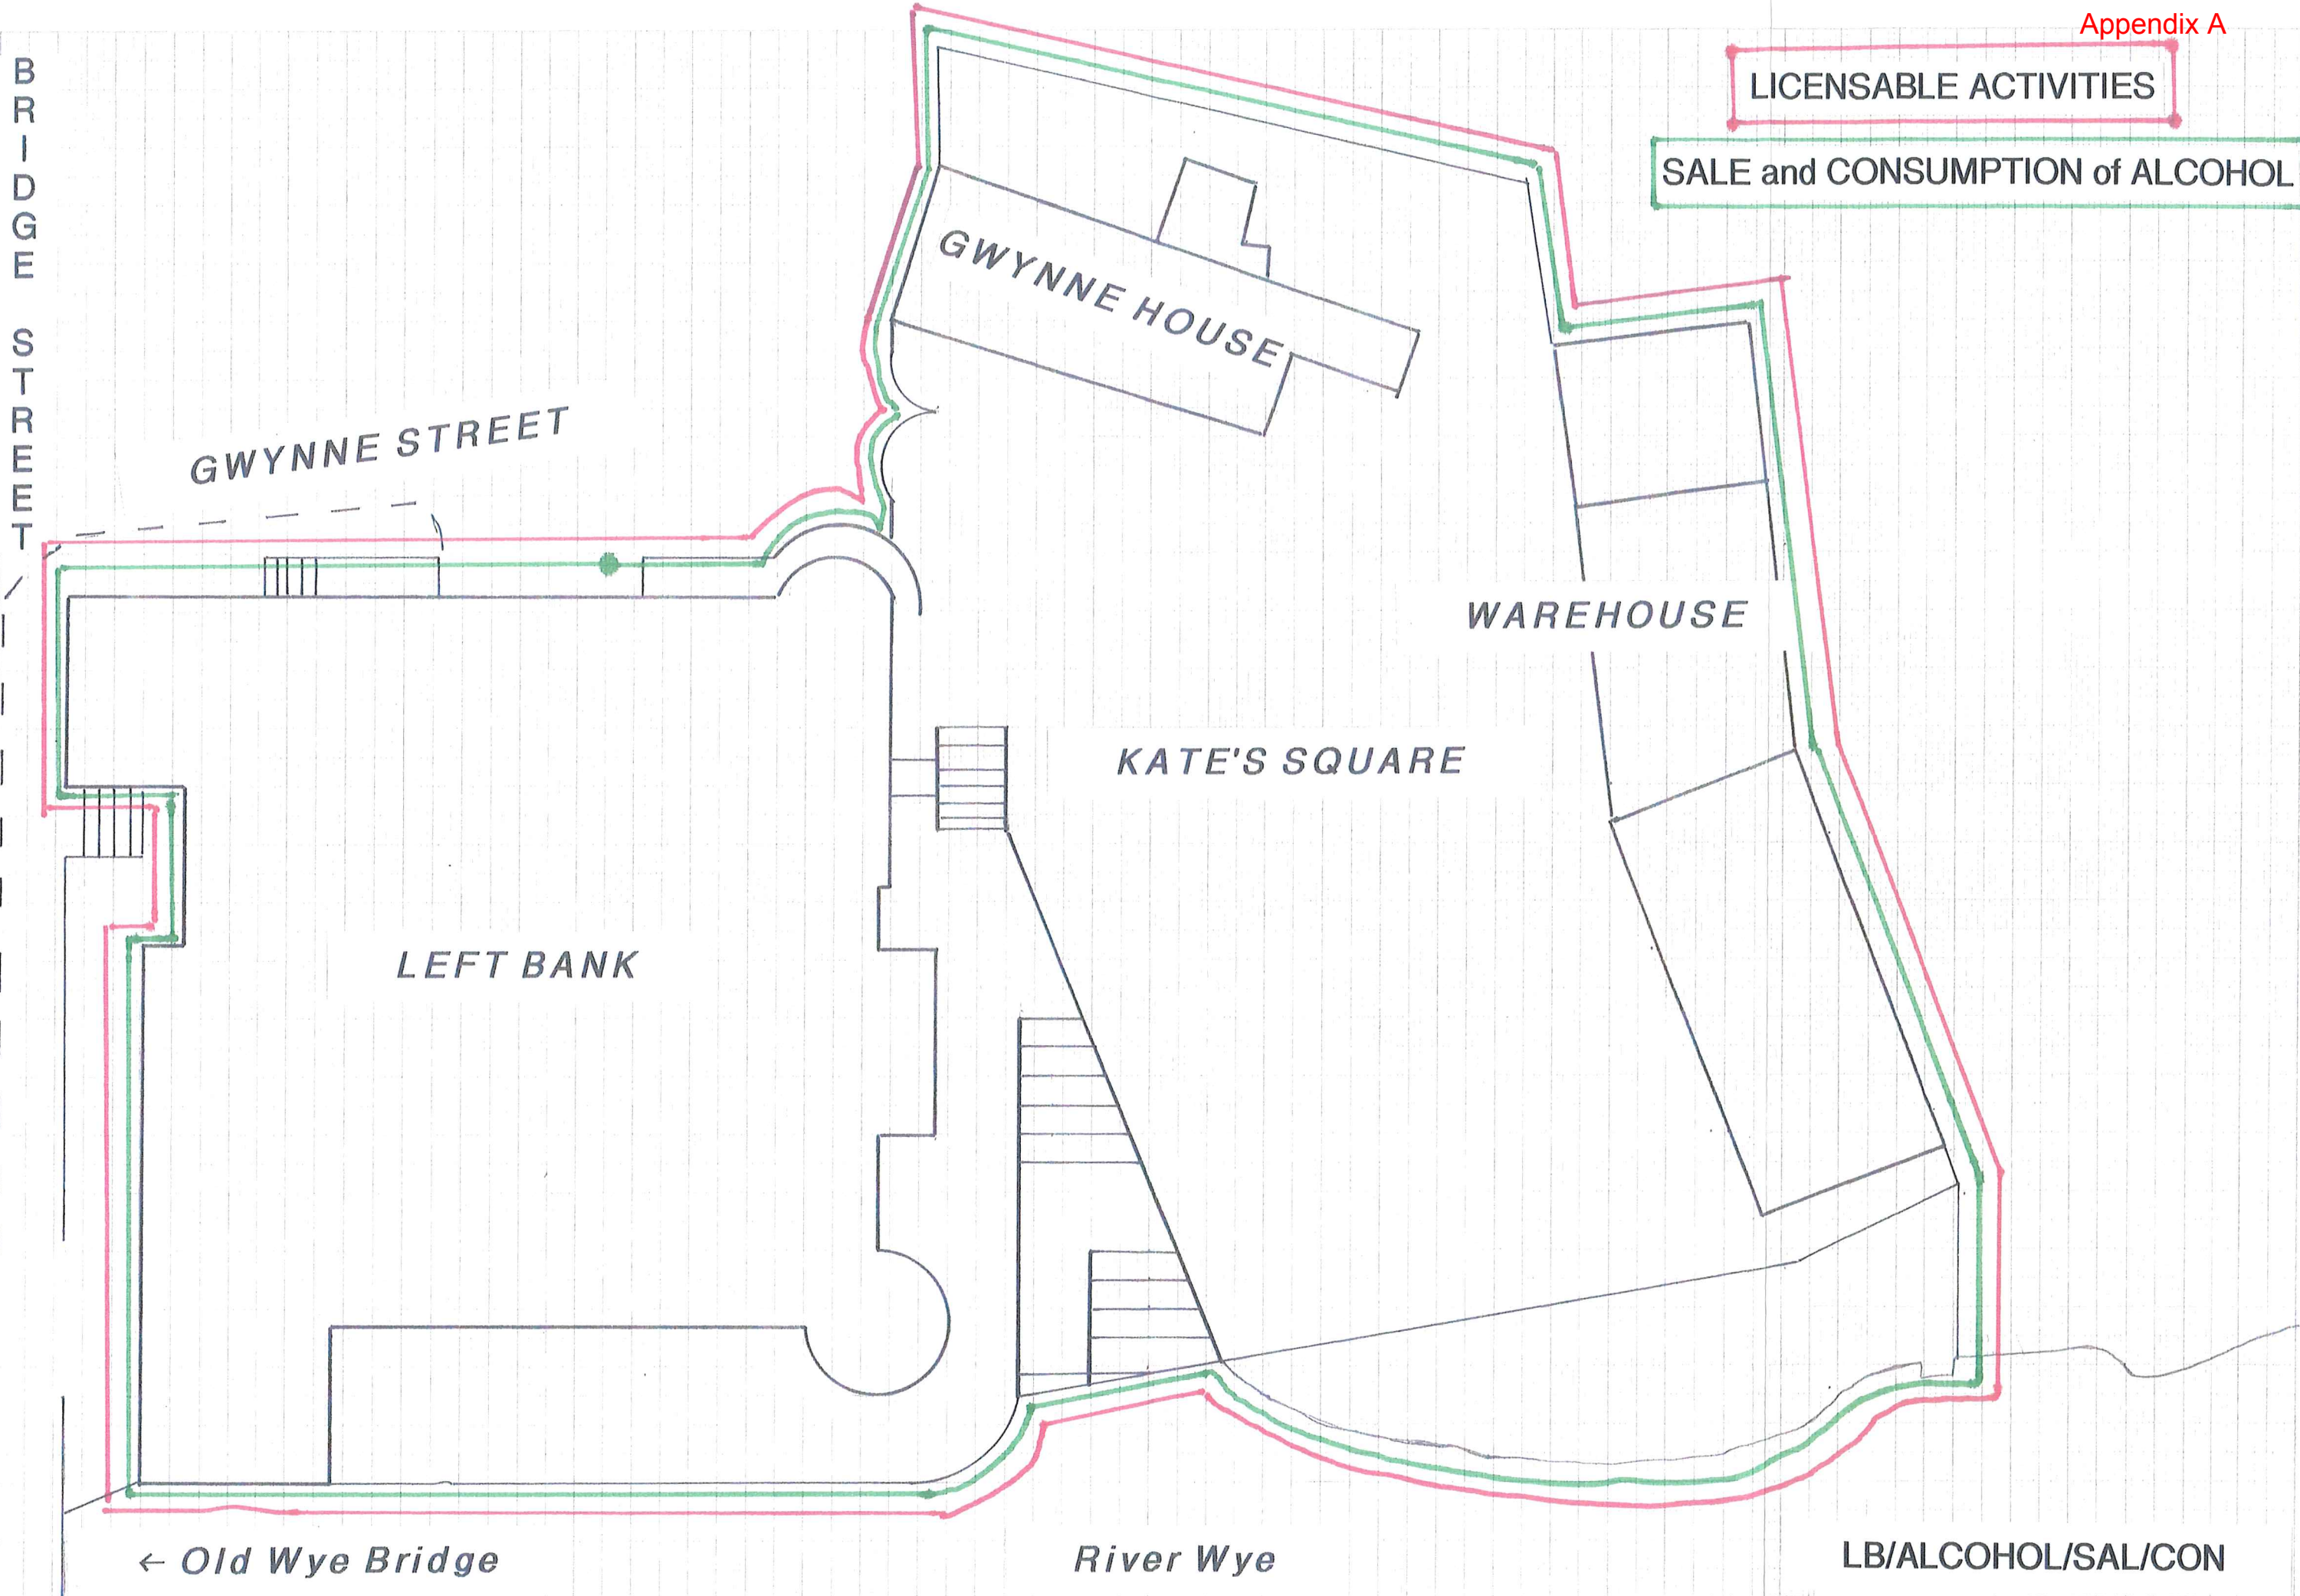 Appendix A
LICENSABLE ACTIVITIES
SALE and CONSUMPTION of ALCOHOL
BRIDGE STREET
GWYNNE HOUSE
GWYNNE STREET
WAREHOUSE
KATE'S SQUARE
LEFT BANK
← Old Wye Bridge
River Wye
LB/ALCOHOL/SAL/CON